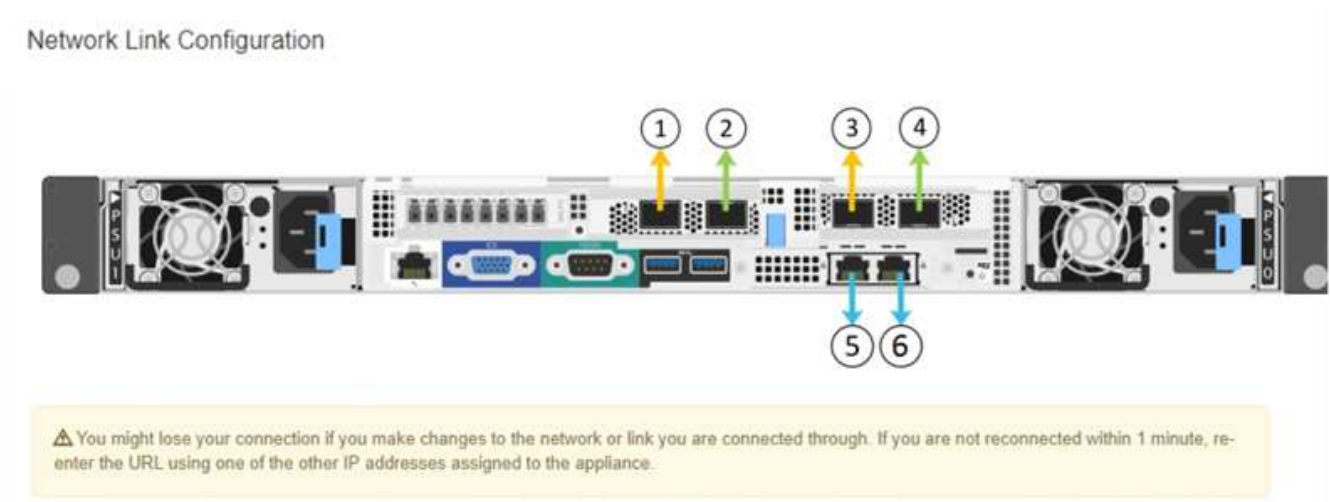 Network Link Configuration
1 2 3 4
PSU1
PSU0
5 6
⚠ You might lose your connection if you make changes to the network or link you are connected through. If you are not reconnected within 1 minute, re-
enter the URL using one of the other IP addresses assigned to the appliance.